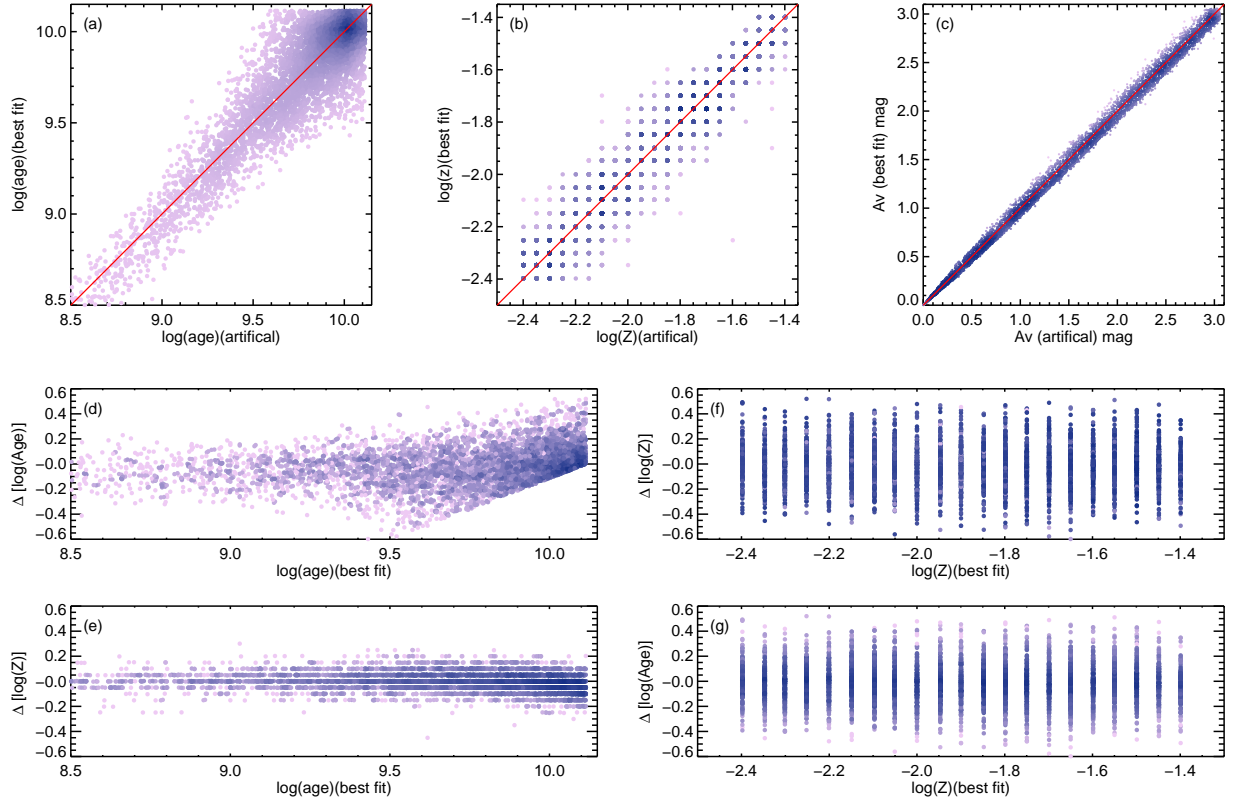 (a)
10.0
9.5
9.0
8.5
log(age)(best fit)
8.5 9.0 9.5 10.0
log(age)(artifical)
(b)
−1.4
−1.6
−1.8
−2.0
−2.2
−2.4
log(z)(best fit)
−2.4 −2.2 −2.0 −1.8 −1.6 −1.4
log(Z)(artifical)
(c)
3.0
2.5
2.0
1.5
1.0
0.5
0.0
Av (best fit) mag
0.0 0.5 1.0 1.5 2.0 2.5 3.0
Av (artifical) mag
(d)
0.6
0.4
0.2
−0.0
−0.2
−0.4
−0.6
Δ [log(Age)]
8.5 9.0 9.5 10.0
log(age)(best fit)
(f)
0.6
0.4
0.2
−0.0
−0.2
−0.4
−0.6
Δ [log(Z)]
−2.4 −2.2 −2.0 −1.8 −1.6 −1.4
log(Z)(best fit)
(e)
0.6
0.4
0.2
−0.0
−0.2
−0.4
−0.6
Δ [log(Z)]
8.5 9.0 9.5 10.0
log(age)(best fit)
(g)
0.6
0.4
0.2
−0.0
−0.2
−0.4
−0.6
Δ [log(Age)]
−2.4 −2.2 −2.0 −1.8 −1.6 −1.4
log(Z)(best fit)